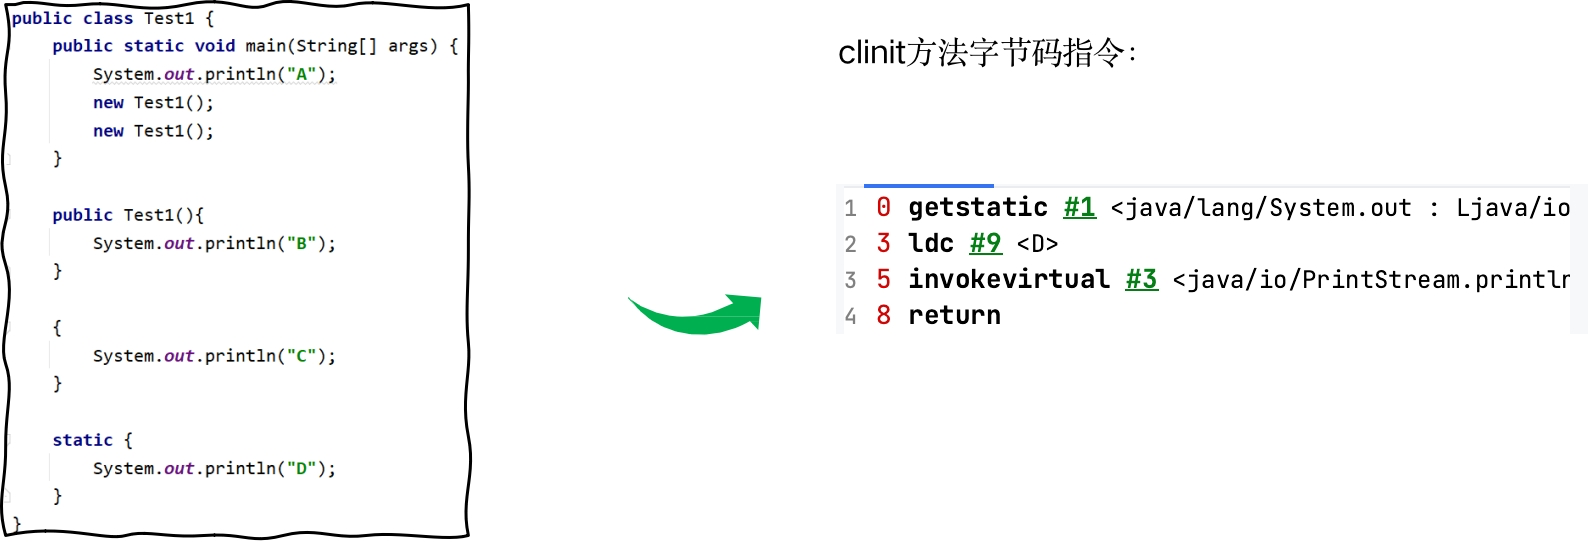 public class Test1 {
public static void main(String[] args) {
System.out.println("A");
new Test1();
new Test1();
}
public Test1(){
System.out.println("B");
}
{
System.out.println("C");
}
static {
System.out.println("D");
}
}
clinit方法字节码指令：
1 0 getstatic #1 <java/lang/System.out : Ljava/io
2 3 ldc #9 <D>
3 5 invokevirtual #3 <java/io/PrintStream.println
4 8 return